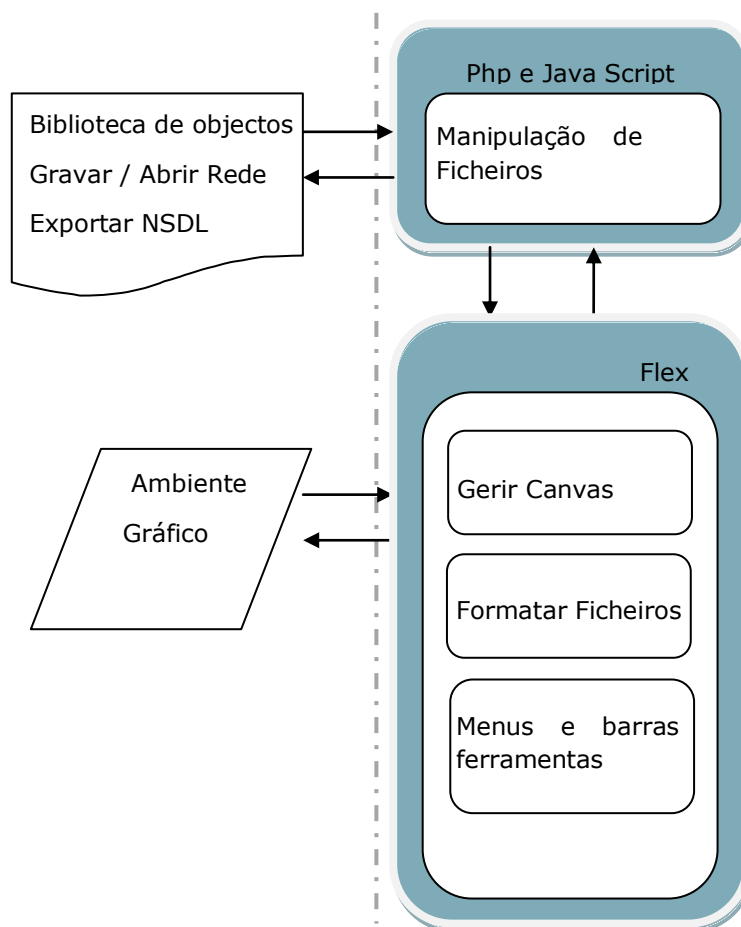 Php e Java Script
Biblioteca de objectos
Gravar / Abrir Rede
Exportar NSDL
Manipulação de
Ficheiros
Flex
Ambiente
Gráfico
Gerir Canvas
Formatar Ficheiros
Menus e barras
ferramentas